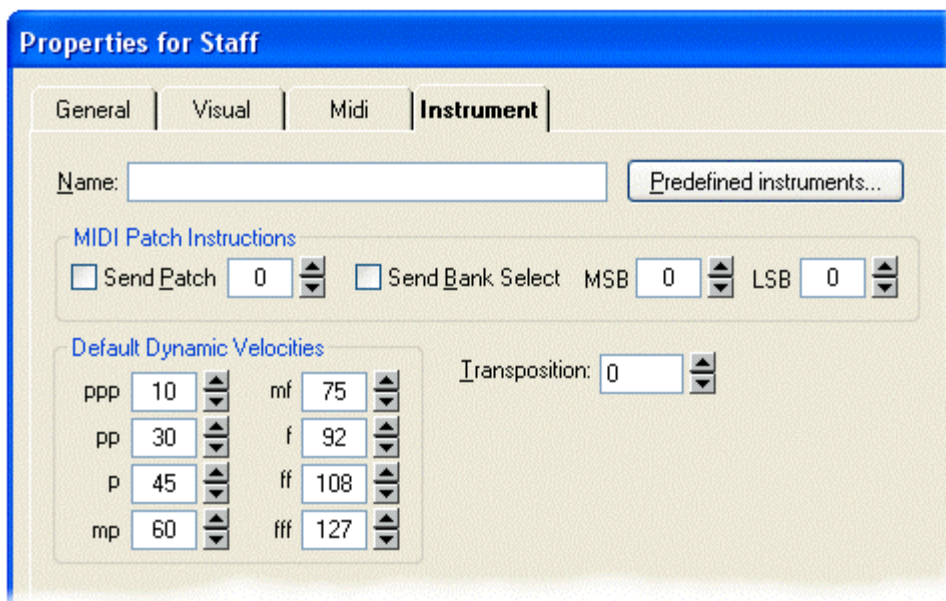 Properties for Staff
General Visual Midi Instrument
Name: Predefined instruments...
MIDI Patch Instructions
Send Patch 0 Send Bank Select MSB 0 LSB 0
Default Dynamic Velocities
Transposition: 0
ppp 10 mf 75
pp 30 f 92
p 45 ff 108
mp 60 fff 127